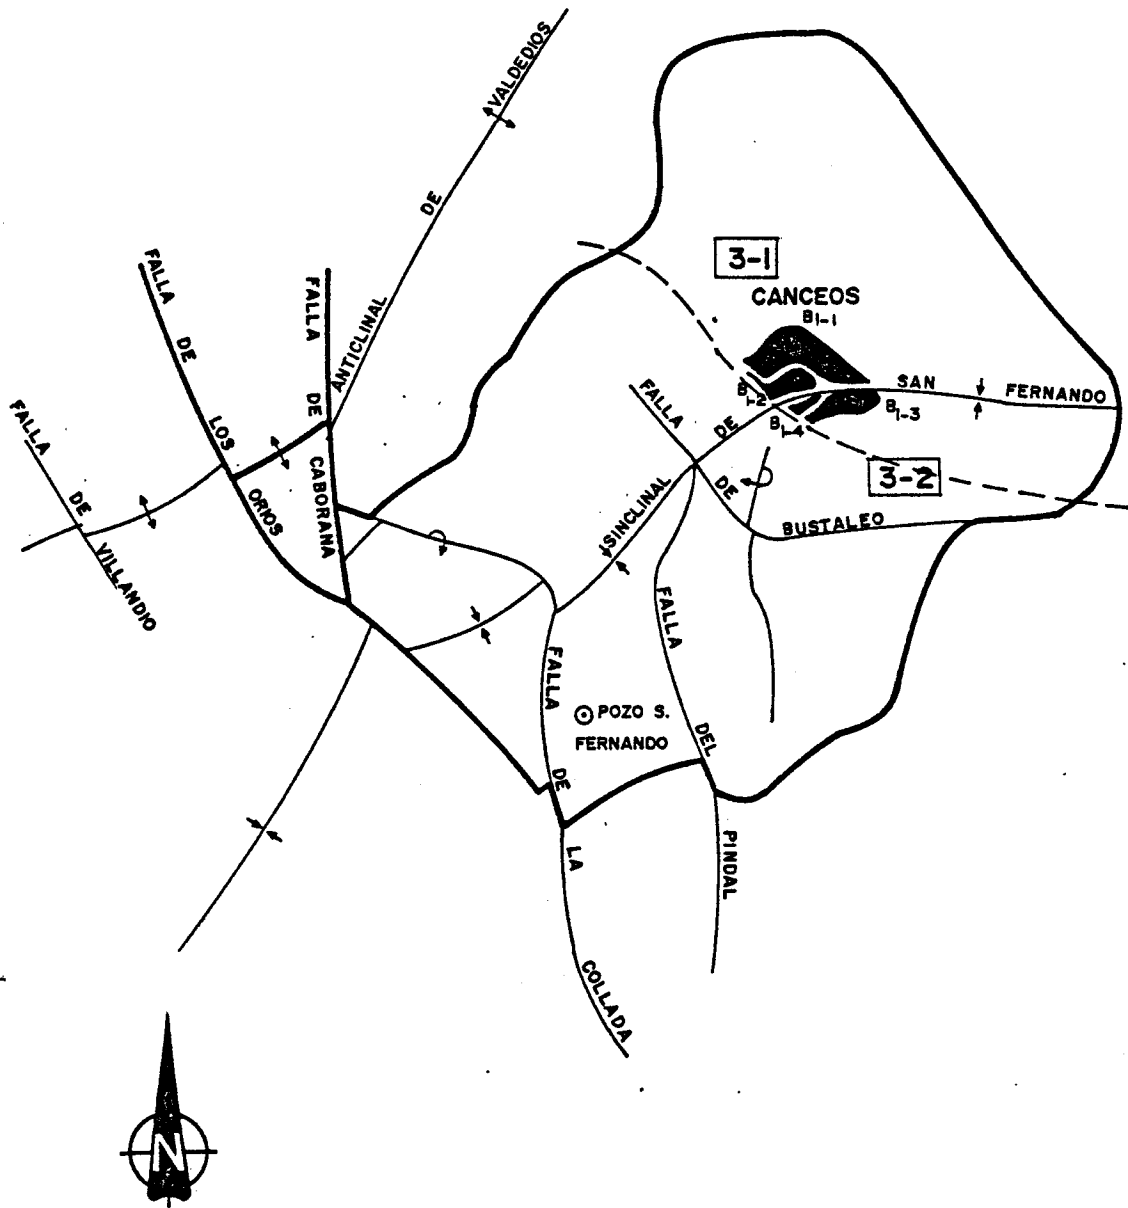 ANTICLINAL DE VALDEDIOS
FALLA DE LOS ORIOS
FALLA DE CABORANA
FALLA DE VILLANDIO
3-1
CANCEOS
B1-1
B1-2
B1-3
B1-4
SINCLINAL DE SAN FERNANDO
3-2
FALLA DE BUSTALEO
FALLA DEL PINDAL
FALLA DE LA COLLADA
POZO S.
FERNANDO
N